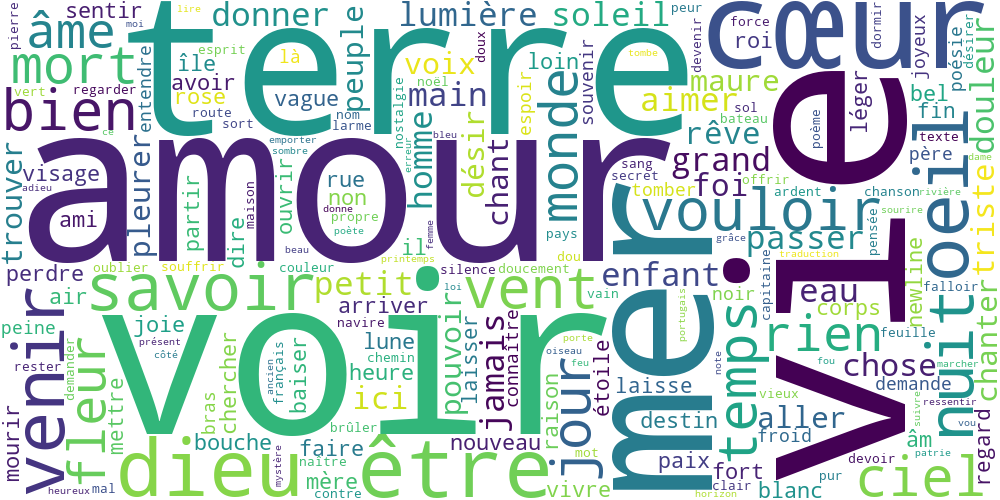 pierre
sentir
moi
lire
donner
lumière
soleil
peur
devenir
force
roi
cœur
dormir
joyeux
poésie
désirer
douleur
âme
terre
esprit
là
doux
loin
souvenir
tombe
mort
vert
regarder
entendre
île
avoir
rose
route
sort
vague
nom
larme
peuple
voix
main
nostalgie
espoir
monde
aimer
maure
sol
bateau
rêve
poème
léger
bel
fin
texte
père
bien
ce
amour
emporter
sombre
erreur
bleu
homme
désir
chant
sang
secret
grand
foi
offrir
tomber
ardent
chanson
rivière
dame
trouver
visage
adieu
ami
pleurer
partir
dire
maison
ouvrir
rue
non
donne
propre
poète
femme
il
pays
vouloir
grâce
passer
pensée
sourire
oeil
triste
vie
mer
perdre
oublier
souffrir
beau
couleur
printemps
silence
doucement
dou
enfant
traduction
capitaine
eau
corps
newline
falloir
air
savoir
petit
loi
vent
vain
portugais
noir
temps
rien
feuille
nuit
chanter
peine
venir
joie
présent
côté
voir
arriver
navire
pouvoir
laisser
jamais
connaître
porte
oiseau
feu
note
laisse
chose
fou
marcher
rester
demander
fleur
mettre
bras
chercher
ancien
français
baiser
lune
chemin
heure
ici
brûler
étoile
raison
jour
destin
demande
vieux
aller
froid
suivre
ressentir
vou
âm
patrie
regard
mourir
heureux
mal
dieu
bouche
naître
mère
contre
mystère
faire
être
nouveau
mot
vivre
paix
fort
clair
horizon
blanc
pur
devoir
ciel
noël